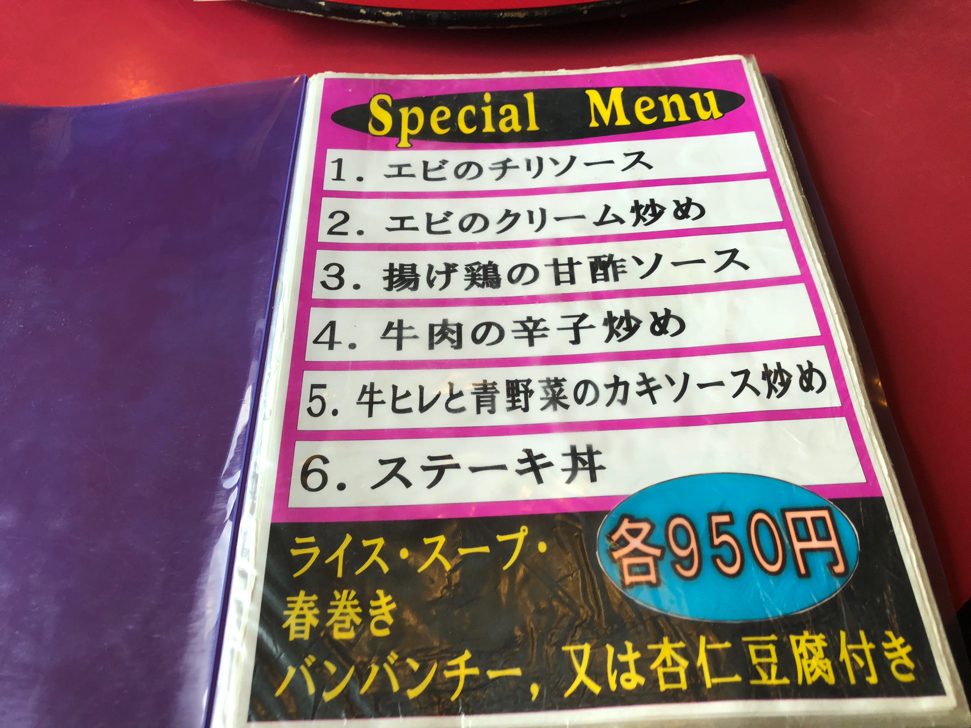 Special Menu
1. エビのチリソース
2. エビのクリーム炒め
3. 揚げ鶏の甘酢ソース
4. 牛肉の辛子炒め
5. 牛ヒレと青野菜のカキソース炒め
6. ステーキ丼
各950円
ライス・スープ・
春巻き
バンバンチー, 又は杏仁豆腐付き